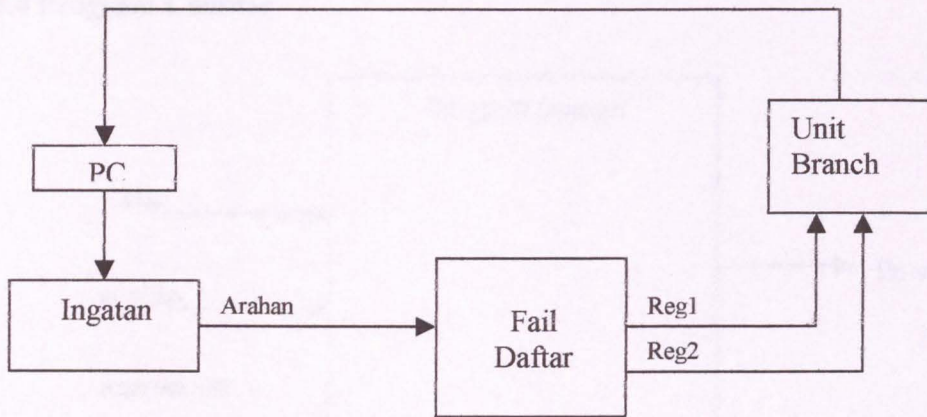 PC
Unit
Branch
Ingatan
Arahan
Fail
Daftar
Reg1
Reg2